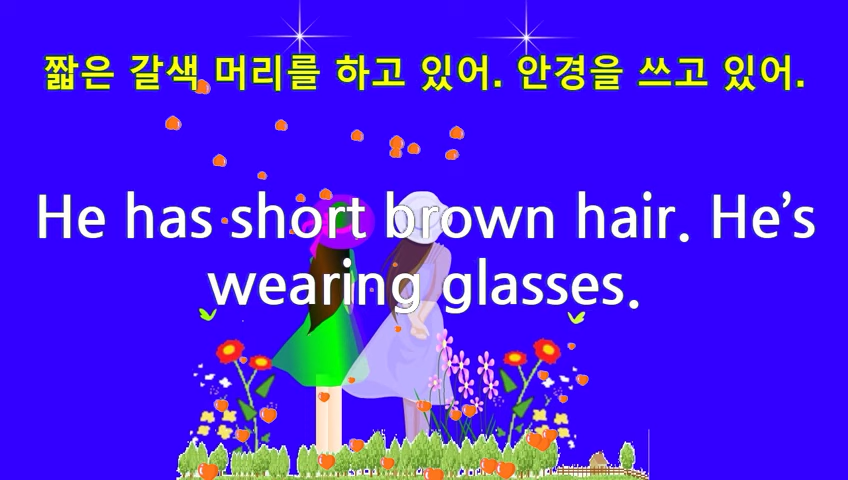 짧은 갈색 머리를 하고 있어. 안경을 쓰고 있어.
He has short brown hair. He’s
wearing glasses.